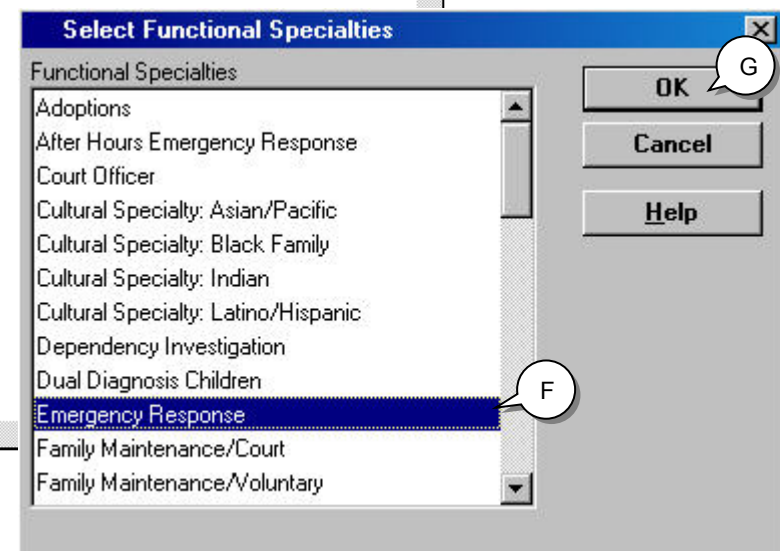 Select Functional Specialties
Functional Specialties
Adoptions
After Hours Emergency Response
Court Officer
Cultural Specialty: Asian/Pacific
Cultural Specialty: Black Family
Cultural Specialty: Indian
Cultural Specialty: Latino/Hispanic
Dependency Investigation
Dual Diagnosis Children
Emergency Response
Family Maintenance/Court
Family Maintenance/Voluntary
OK
Cancel
Help
G
F